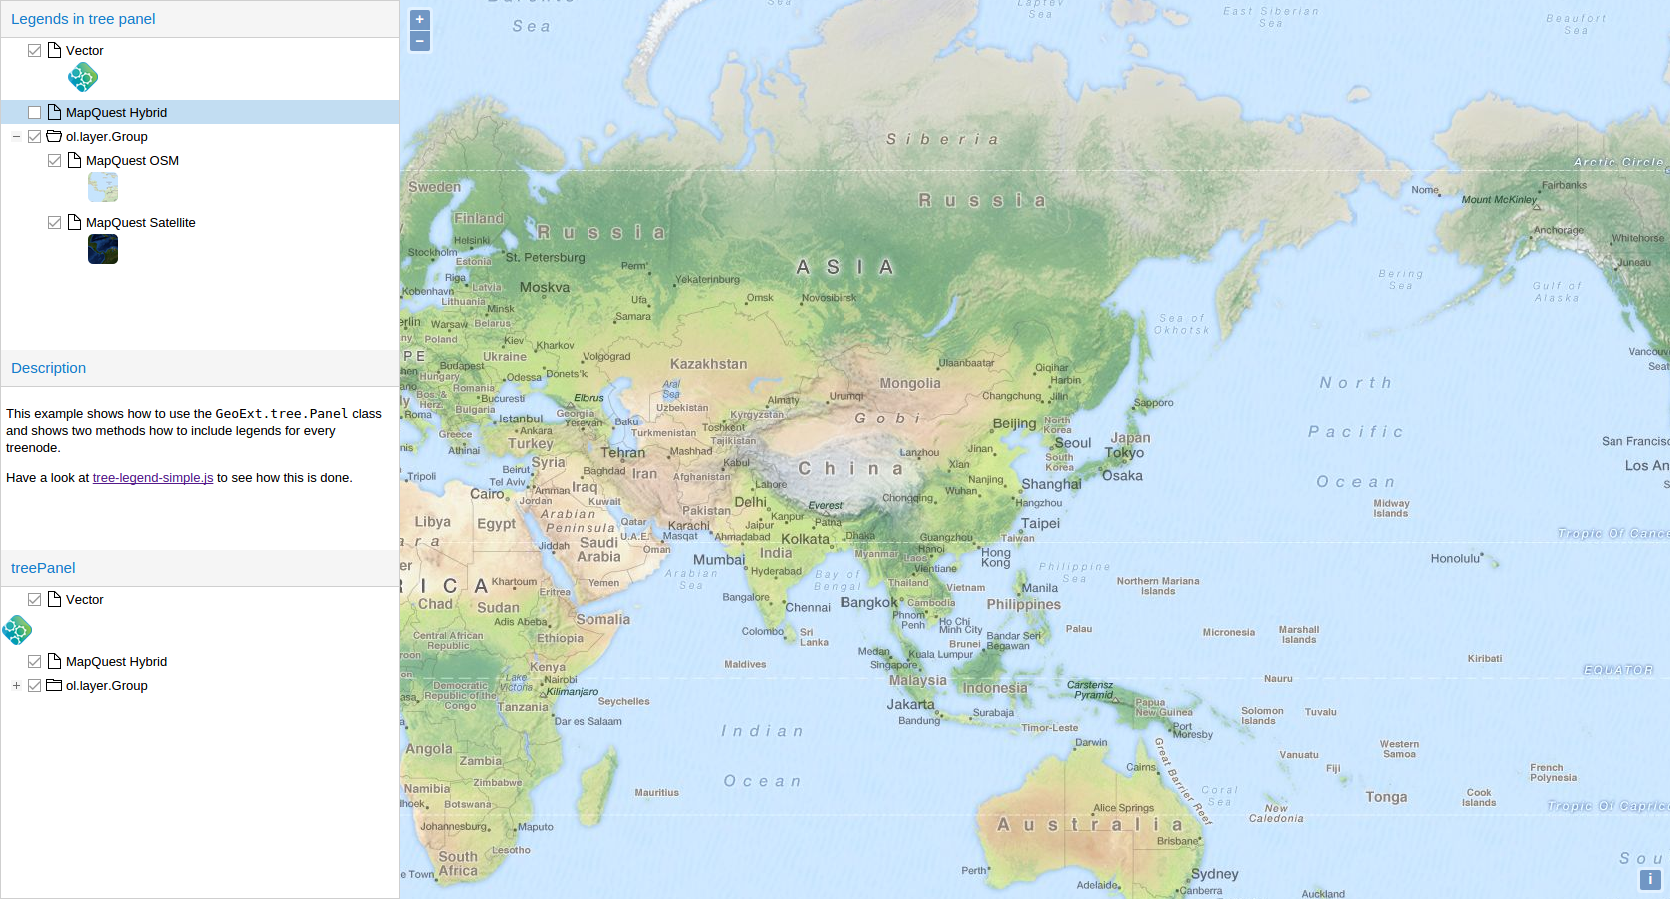 Legends in tree panel
Vector
MapQuest Hybrid
ol.layer.Group
MapQuest OSM
MapQuest Satellite
Description
This example shows how to use the GeoExt.tree.Panel class
and shows two methods how to include legends for every
treenode.
Have a look at tree-legend-simple.js to see how this is done.
treePanel
Vector
MapQuest Hybrid
ol.layer.Group
+
−
Sea
Laptev
Sea
East Siberian
Sea
Beaufort
Sea
Siberia
Arctic Circle
Sweden
Russia
Nome
Fairbanks
Mount McKinley
Finland
Russia
Anchorage
Whitehorse
Helsinki
Stockholm
Estonia
St. Petersburg
ASIA
Perm'
Yekaterinburg
Bering
Sea
Juneau
Riga
Latvia
Kobenhavn
Lithuania
Moskva
Omsk
Novosibirsk
Gulf of
Alaska
Minsk
Ufa
Samara
Sea of
Okhotsk
Warsaw
Belarus
Poland
Kiev
Kharkov
Ukraine
Volgograd
Kazakhstan
Ulaanbaatar
Qiqihar
Harbin
Vancouv
Seat
Budapest
Hungary
Romania
Odessa
Donets'k
Aral
Sea
Mongolia
North
Bos. &
Herz.
Bucuresti
Bulgaria
Elbrus
Almaty
Urumqi
Changchung
Jilin
Sapporo
Roma
Istanbul
Georgia
Yerevan
Baku
Uzbekistan
Kyrgyzstan
Gobi
Beijing
North
Korea
Ankara
Greece
Athinai
Turkey
Turkmenistan
Toshkent
Tajikistan
Seoul
Japan
Tokyo
Pacific
San Francisc
Tehran
Mashhad
Kabul
Lanzhou
Jinan
South
Korea
Osaka
Syria
Beirut
Baghdad
Iran
Afghanistan
China
Xian
Los An
Tripoli
Tel Aviv
Amman
Jordan
Iraq
Kuwait
Lahore
Nanjing
Shanghai
Ocean
Cairo
Delhi
Everest
Chongqing
Wuhan
Hangzhou
Midway
Islands
Libya
Egypt
Arabian
Peninsula
Pakistan
Qatar
U.A.E.
Karachi
Jaipur
Kanpur
Patna
Taipei
Tropic Of Canc
Jiddah
Saudi
Arabia
Oman
Masqat
Ahmadabad
Kolkata
Dhaka
Guangzhou
Taiwan
Mumbai
India
Myanmar
Laos
Hanoi
Hong
Kong
Honolulu
Khartoum
Yemen
Arabian
Sea
Hyderabad
Bay of
Bengal
Vientiane
Thailand
Philippine
Sea
Northern Mariana
Islands
Chad
Sudan
Eritrea
Bangalore
Chennai
Bangkok
Cambodia
Vietnam
Manila
Philippines
Adis Abeba
Somalia
Phnom
Penh
Ho Chi
Minh City
Central African
Republic
Ethiopia
Colombo
Sri
Lanka
Medan
Kuala Lumpur
Brunei
Bandar Seri
Begawan
Palau
Micronesia
Marshall
Islands
Kenya
Lake
Victoria
Nairobi
Kilimanjaro
Maldives
Singapore
Malaysia
Indonesia
Carstensz
Pyramid
Nauru
Kiribati
EQUATOR
Democratic
Republic of the
Congo
Tanzania
Seychelles
Jakarta
Bandung
Surabaja
Papua
New Guinea
Solomon
Islands
Tuvalu
Dar es Salaam
Indian
Timor-Leste
Port
Moresby
Angola
Zambia
Darwin
Cairns
Vanuatu
Fiji
Western
Samoa
Ocean
Great Barrier Reef
French
Polynesia
Namibia
Zimbabwe
Botswana
Mauritius
Coral
Sea
New
Caledonia
Tonga
Cook
Islands
Tropic Of Capric
Johannesburg
Maputo
Alice Springs
Australia
Brisbane
Lesotho
South
Africa
Perth
Adelaide
Sydney
Canberra
Auckland
Sou
e Town
i